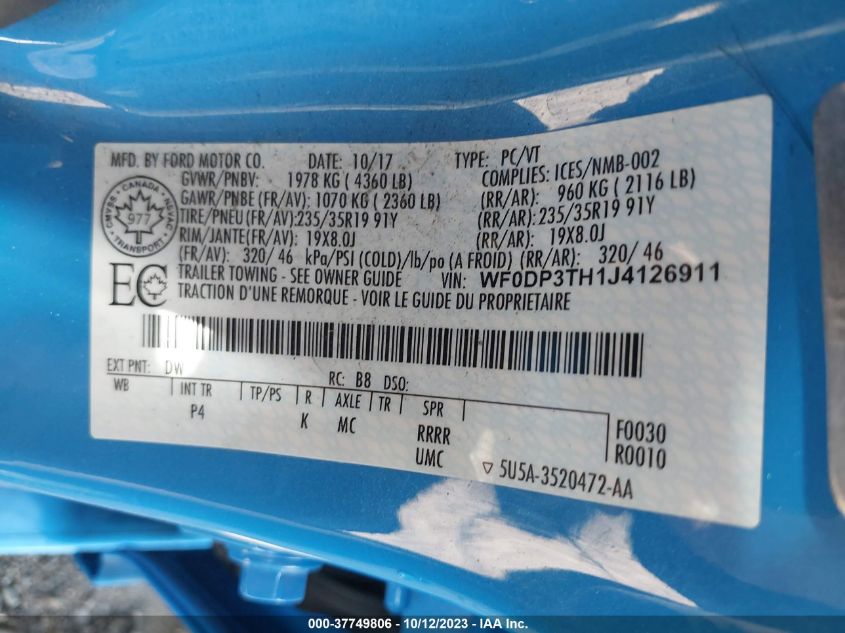 MFD. BY FORD MOTOR CO. DATE: 10/17 TYPE: PC/VT
GVWR/PNBV: 1978 KG ( 4360 LB) COMPLIES: ICES/NMB-002
GAWR/PNBE (FR/AV): 1070 KG ( 2360 LB) (RR/AR): 960 KG ( 2116 LB)
TIRE/PNEU (FR/AV): 235/35R19 91Y (RR/AR): 235/35R19 91Y
RIM/JANTE(FR/AV): 19X8.0J (RR/AR): 19X8.0J
(FR/AV): 320/ 46 kPa/PSI (COLD)/lb/po (A FROID) (RR/AR): 320/ 46
TRAILER TOWING - SEE OWNER GUIDE VIN: WF0DP3TH1J4126911
TRACTION D'UNE REMORQUE - VOIR LE GUIDE DU PROPRIETAIRE
CMVSS CANADA NSVAC
977
TRANSPORT
EC
EXT PNT: DW RC: B8 DSO:
WB INT TR TP/PS R AXLE TR SPR
P4 K MC RRRR F0030
UMC R0010
5U5A-3520472-AA
000-37749806 - 10/12/2023 - IAA Inc.